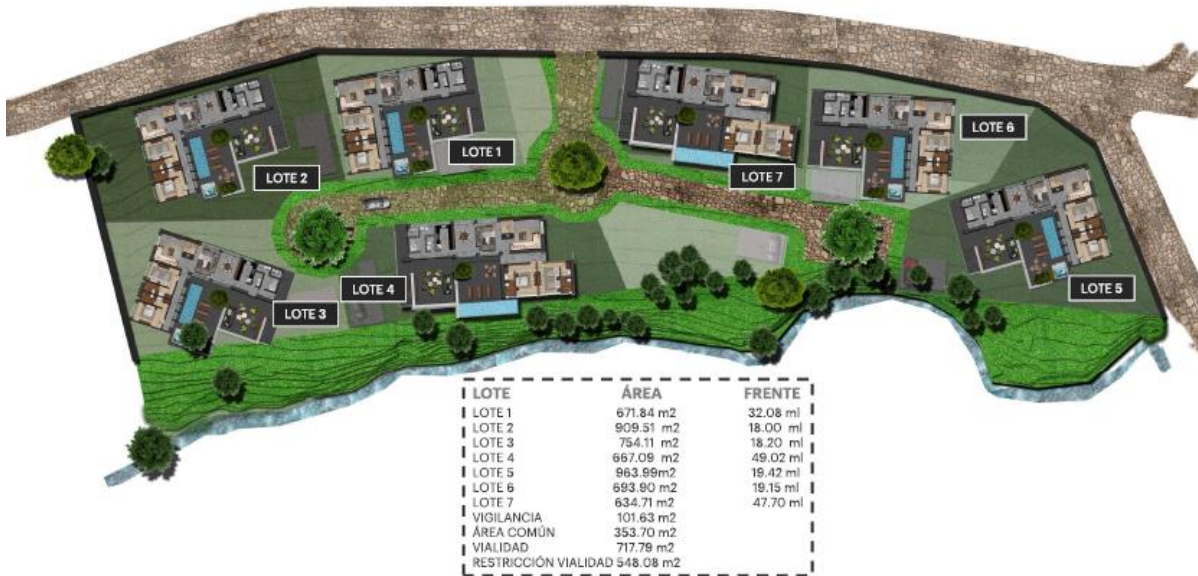 LOTE 6
LOTE 1
LOTE 2
LOTE 7
LOTE 4
LOTE 5
LOTE 3
LOTE ÁREA FRENTE
LOTE 1 671.84 m2 32.08 ml
LOTE 2 909.51 m2 18.00 ml
LOTE 3 754.11 m2 18.20 ml
LOTE 4 667.09 m2 49.02 ml
LOTE 5 963.99m2 19.42 ml
LOTE 6 693.90 m2 19.15 ml
LOTE 7 634.71 m2 47.70 ml
VIGILANCIA 101.63 m2
ÁREA COMÚN 353.70 m2
VIALIDAD 717.79 m2
RESTRICCIÓN VIALIDAD 548.08 m2